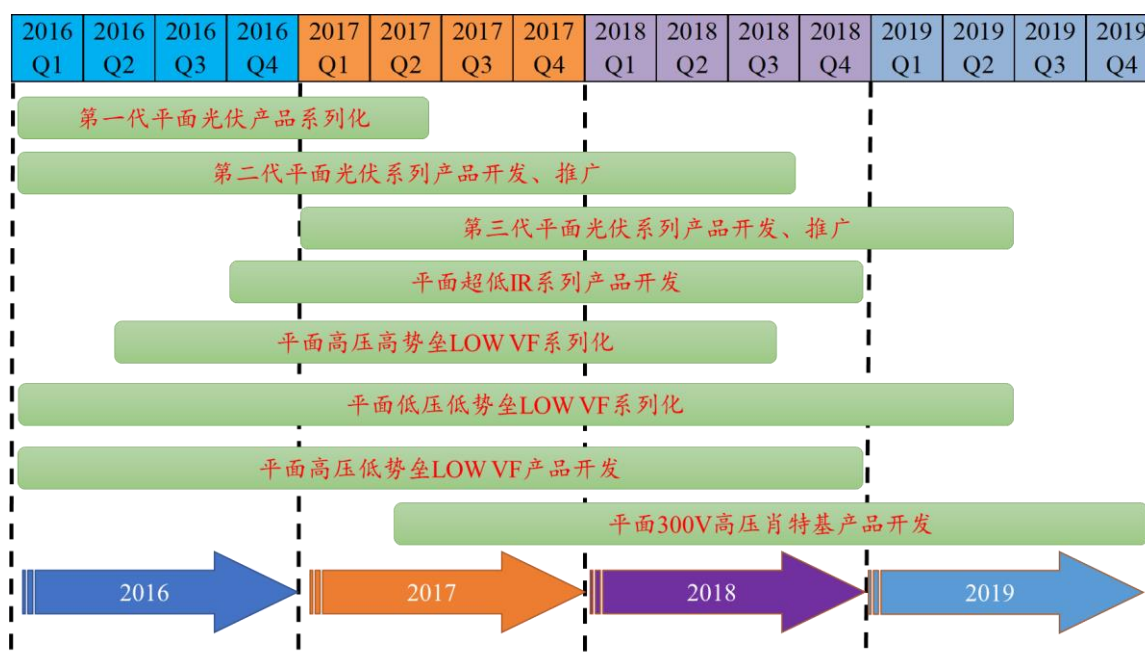 2016 2016 2016 2016 2017 2017 2017 2017 2018 2018 2018 2018 2019 2019 2019 2019
Q1 Q2 Q3 Q4 Q1 Q2 Q3 Q4 Q1 Q2 Q3 Q4 Q1 Q2 Q3 Q4
第一代平面光伏产品系列化
第二代平面光伏系列产品开发、推广
第三代平面光伏系列产品开发、推广
平面超低IR系列产品开发
平面高压高势垒LOW VF系列化
平面低压低势垒LOW VF系列化
平面高压低势垒LOW VF产品开发
平面300V高压肖特基产品开发
2016 2017 2018 2019